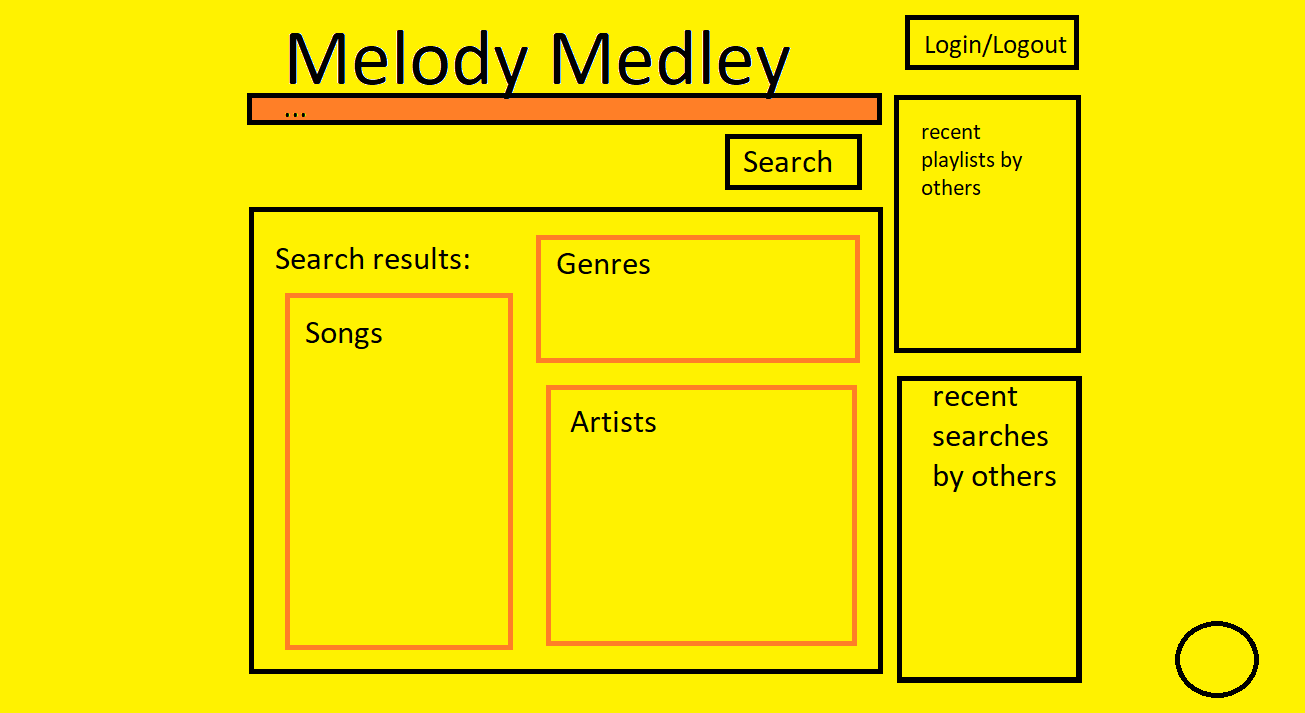 Melody Medley
Login/Logout
...
Search
recent
playlists by
others
Search results:
Genres
Songs
Artists
recent
searches
by others